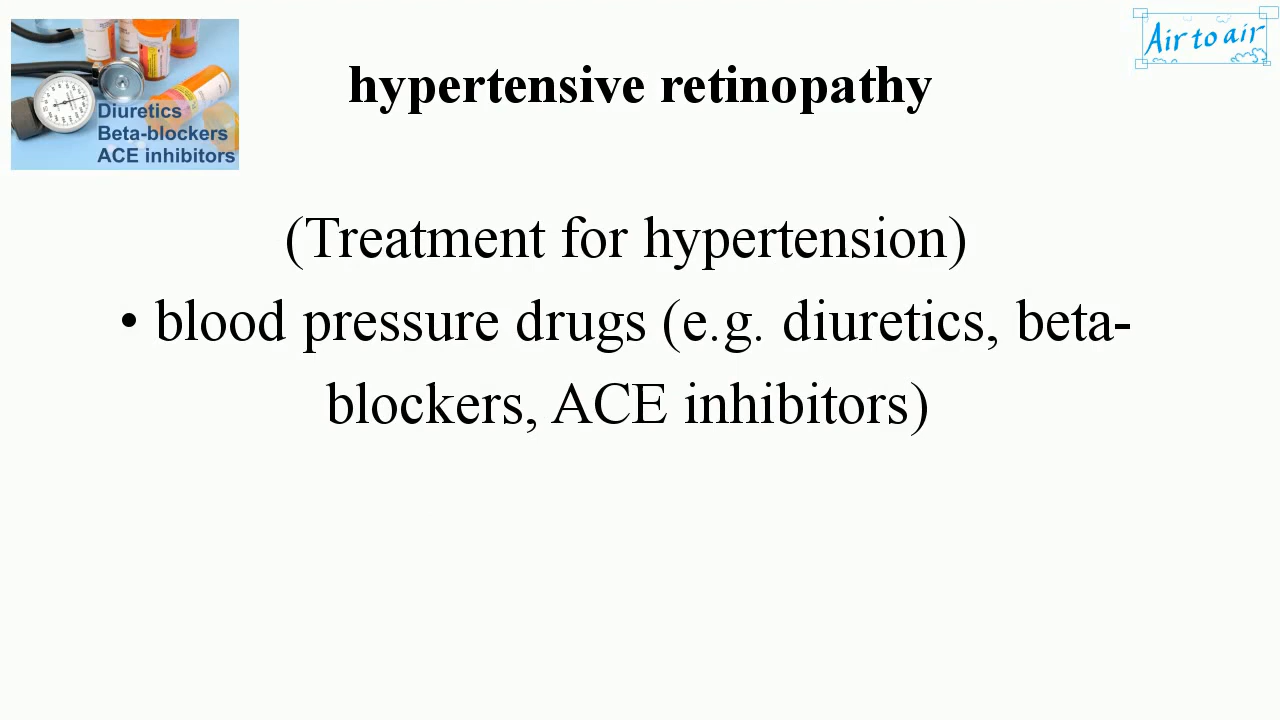 Diuretics
Beta-blockers
ACE inhibitors
Air to air
hypertensive retinopathy
(Treatment for hypertension)
• blood pressure drugs (e.g. diuretics, beta-
blockers, ACE inhibitors)